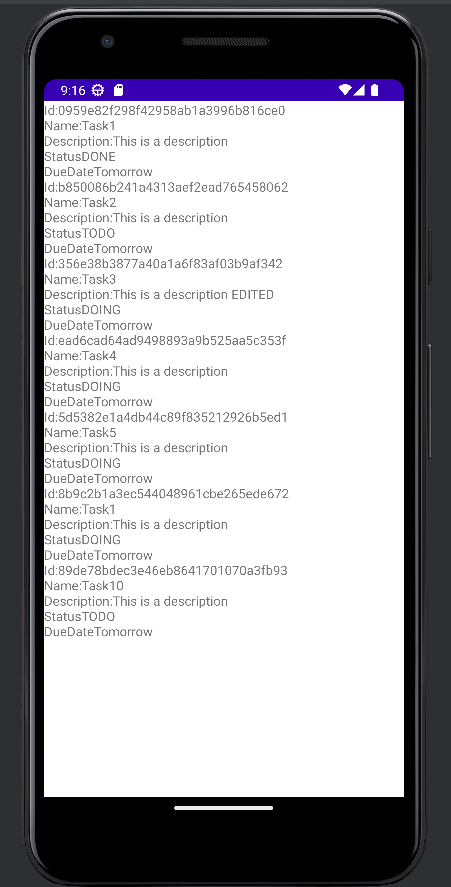 9:16
Id:0959e82f298f42958ab1a3996b816ce0
Name:Task1
Description:This is a description
StatusDONE
DueDateTomorrow
Id:b850086b241a4313aef2ead765458062
Name:Task2
Description:This is a description
StatusTODO
DueDateTomorrow
Id:356e38b3877a40a1a6f83af03b9af342
Name:Task3
Description:This is a description EDITED
StatusDOING
DueDateTomorrow
Id:ead6cad64ad9498893a9b525aa5c353f
Name:Task4
Description:This is a description
StatusDOING
DueDateTomorrow
Id:5d5382e1a4db44c89f835212926b5ed1
Name:Task5
Description:This is a description
StatusDOING
DueDateTomorrow
Id:8b9c2b1a3ec544048961cbe265ede672
Name:Task1
Description:This is a description
StatusDOING
DueDateTomorrow
Id:89de78bdec3e46eb8641701070a3fb93
Name:Task10
Description:This is a description
StatusTODO
DueDateTomorrow